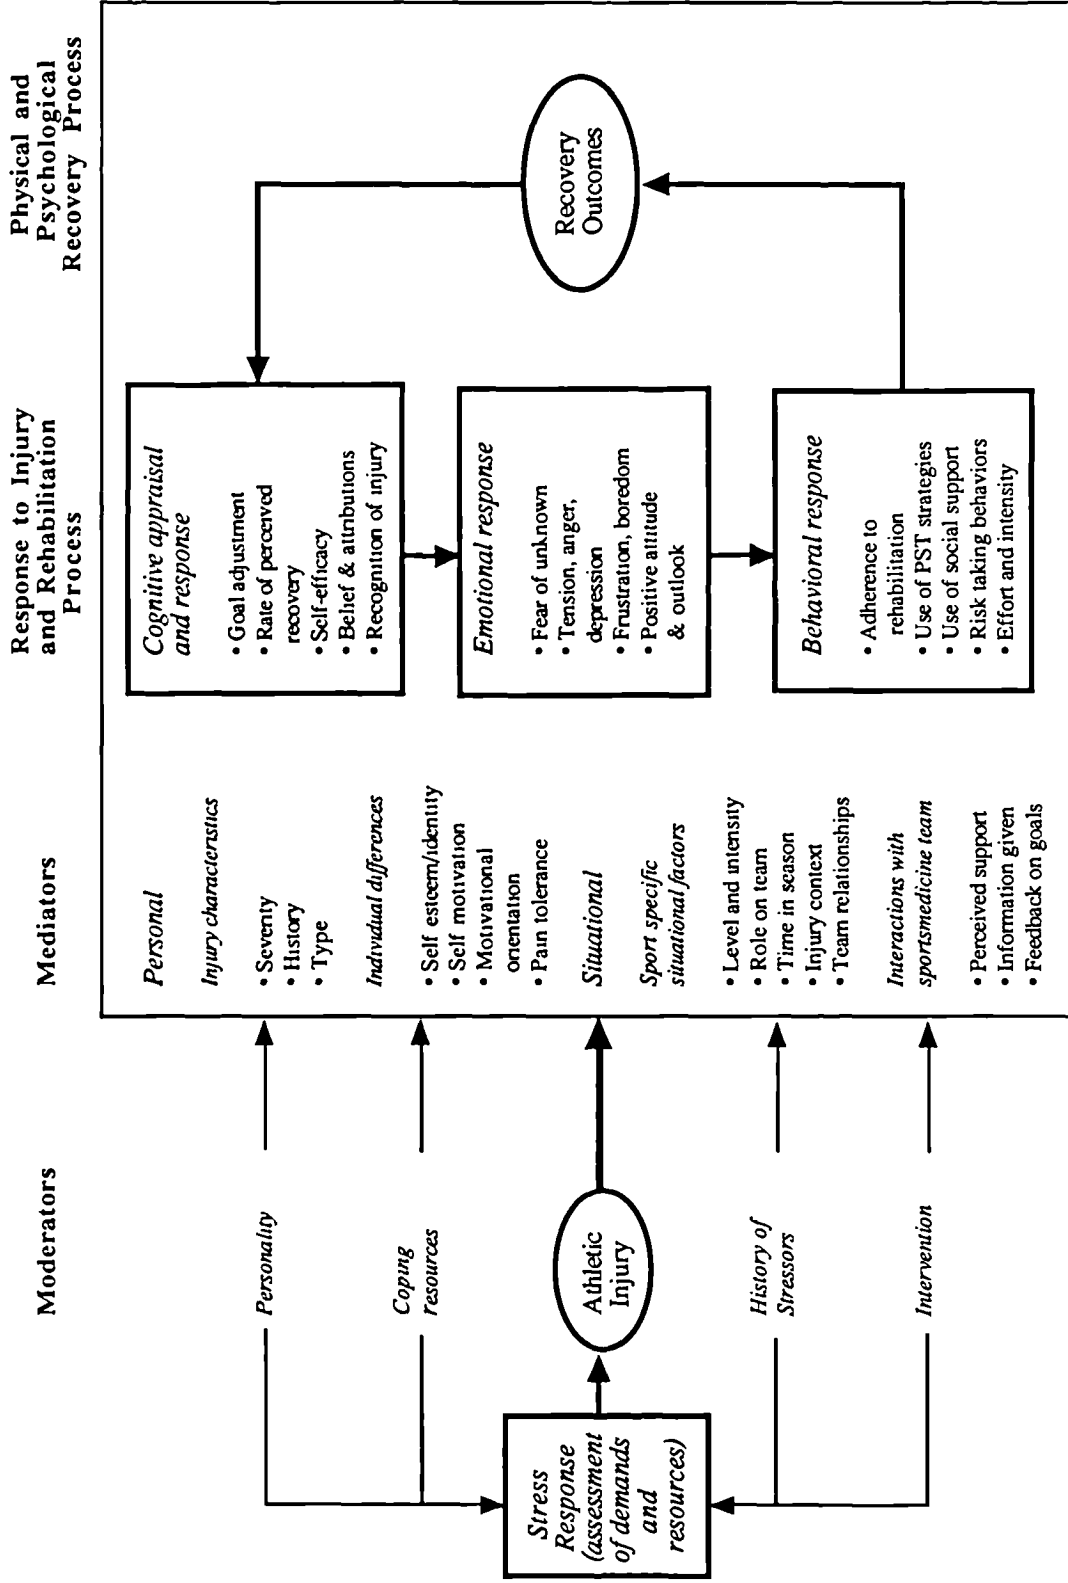 Moderators
Mediators
Response to Injury
and Rehabilitation
Process
Physical and
Psychological
Recovery Process
Stress
Response
(assessment
of demands
and
resources)
Personality
Coping
resources
Athletic
Injury
History of
Stressors
Intervention
Personal
Injury characteristics
• Severity
• History
• Type
Individual differences
• Self esteem/identity
• Self motivation
• Motivational
orientation
• Pain tolerance
Situational
Sport specific
situational factors
• Level and intensity
• Role on team
• Time in season
• Injury context
• Team relationships
Interactions with
sportsmedicine team
• Perceived support
• Information given
• Feedback on goals
Cognitive appraisal
and response
• Goal adjustment
• Rate of perceived
recovery
• Self-efficacy
• Belief & attributions
• Recognition of injury
Emotional response
• Fear of unknown
• Tension, anger,
depression
• Frustration, boredom
• Positive attitude
& outlook
Behavioral response
• Adherence to
rehabilitation
• Use of PST strategies
• Use of social support
• Risk taking behaviors
• Effort and intensity
Recovery
Outcomes